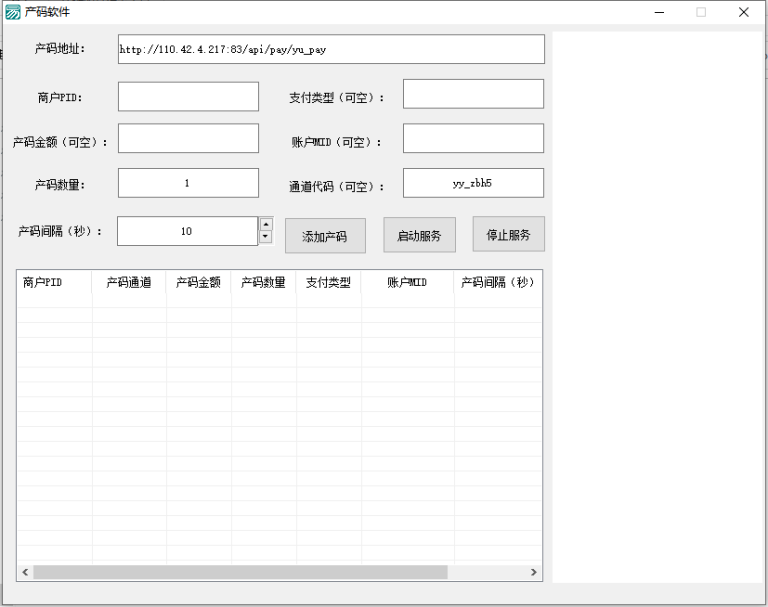 产码软件
产码地址: http://110.42.4.217:83/api/pay/yu_pay
商户PID: 支付类型（可空）:
产码金额（可空）: 账户MID（可空）:
产码数量: 1 通道代码（可空）: yy_zbh5
产码间隔（秒）: 10 添加产码 启动服务 停止服务
商户PID 产码通道 产码金额 产码数量 支付类型 账户MID 产码间隔（秒）